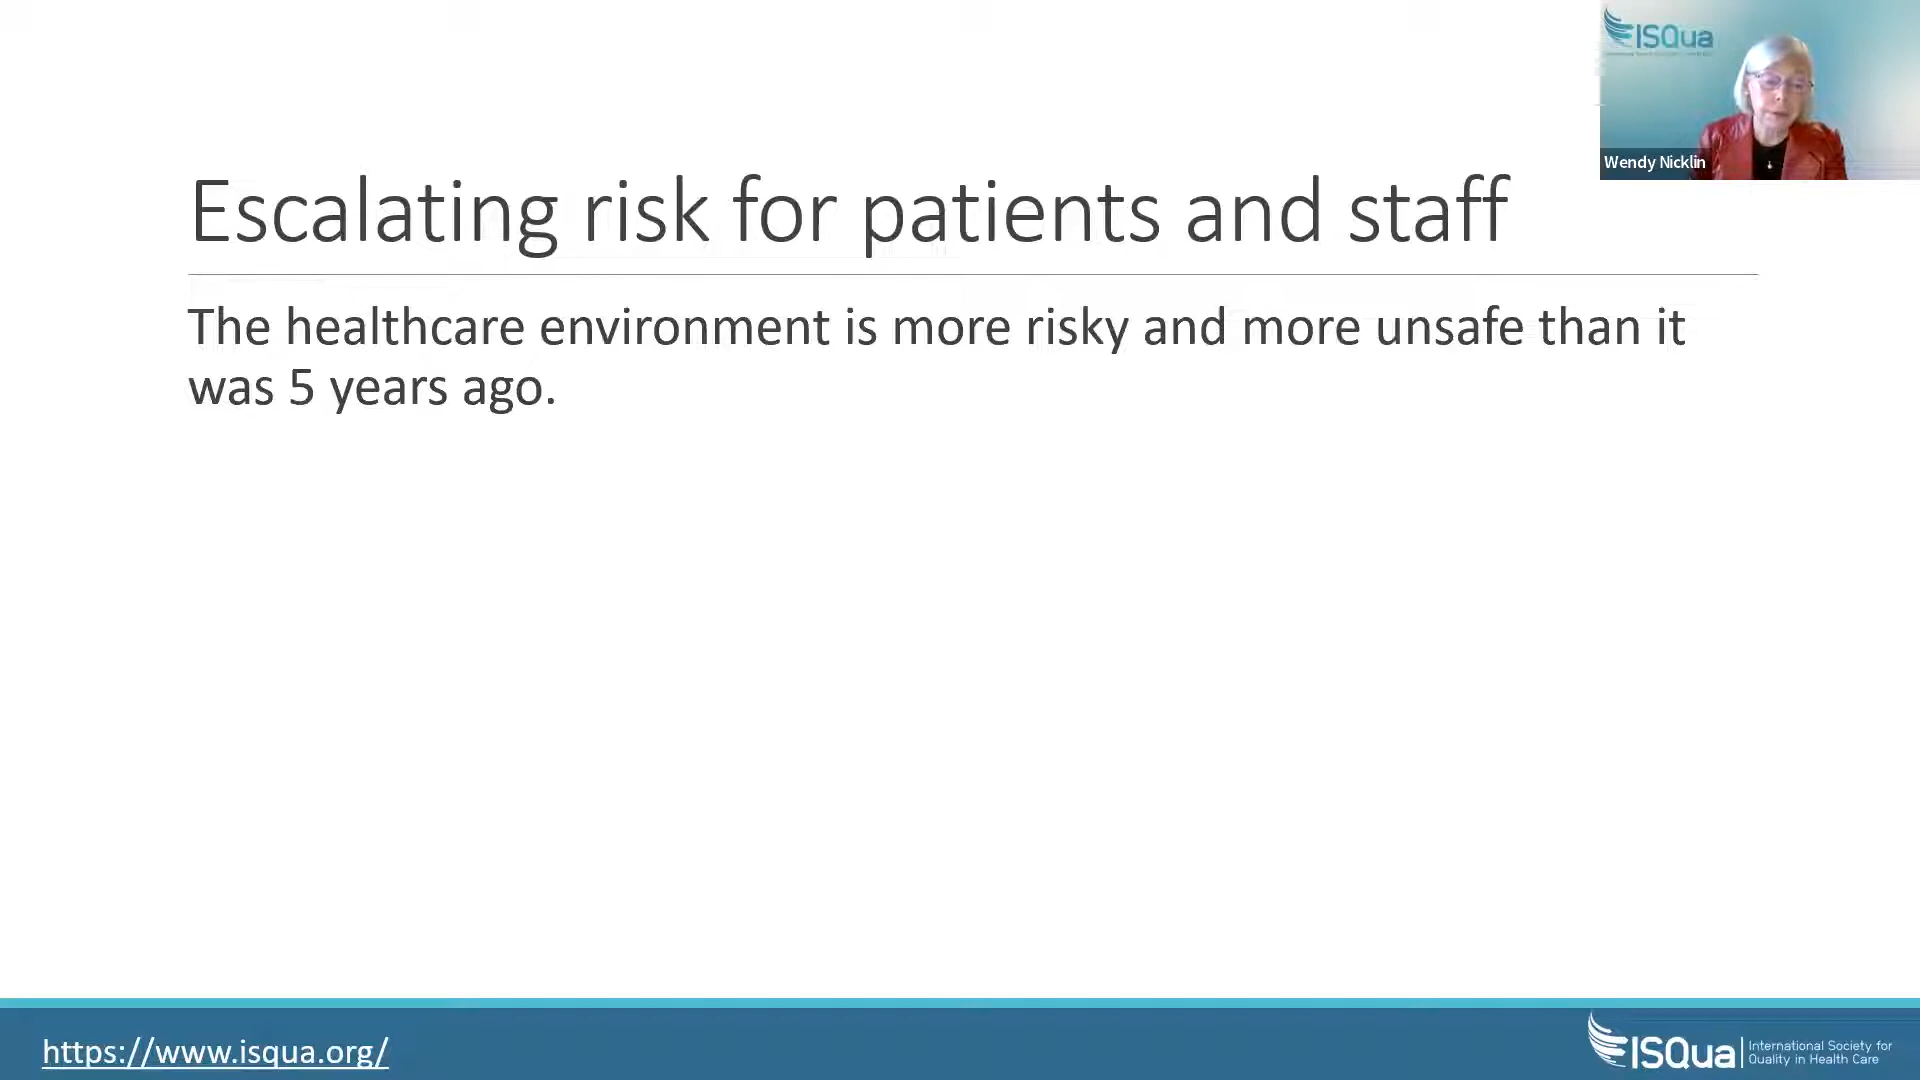 ISQua
Wendy Nicklin
Escalating risk for patients and staff
The healthcare environment is more risky and more unsafe than it
was 5 years ago.
https://www.isqua.org/
ISQua
International Society for
Quality in Health Care